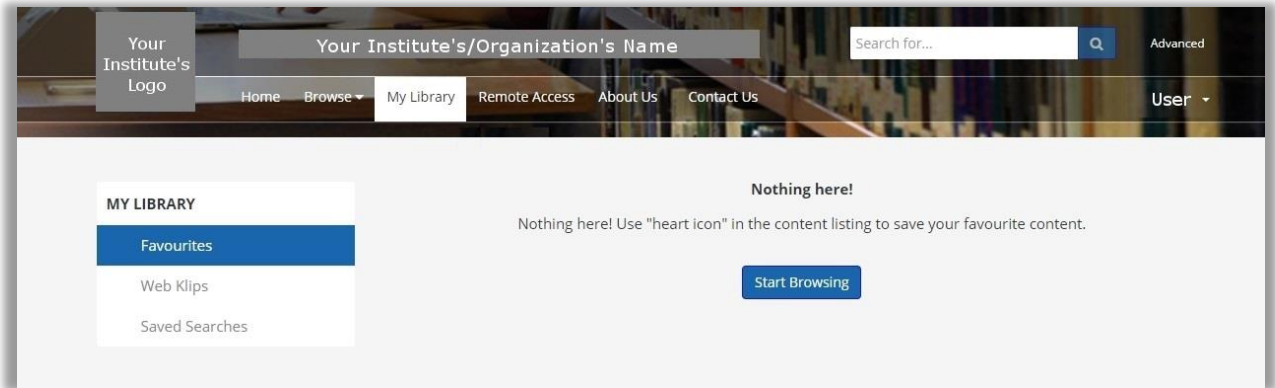 Your
Institute's
Logo
Your Institute's/Organization's Name
Search for...
Advanced
Home Browse My Library Remote Access About Us Contact Us
User
MY LIBRARY
Favourites
Web Klips
Saved Searches
Nothing here!
Nothing here! Use "heart icon" in the content listing to save your favourite content.
Start Browsing